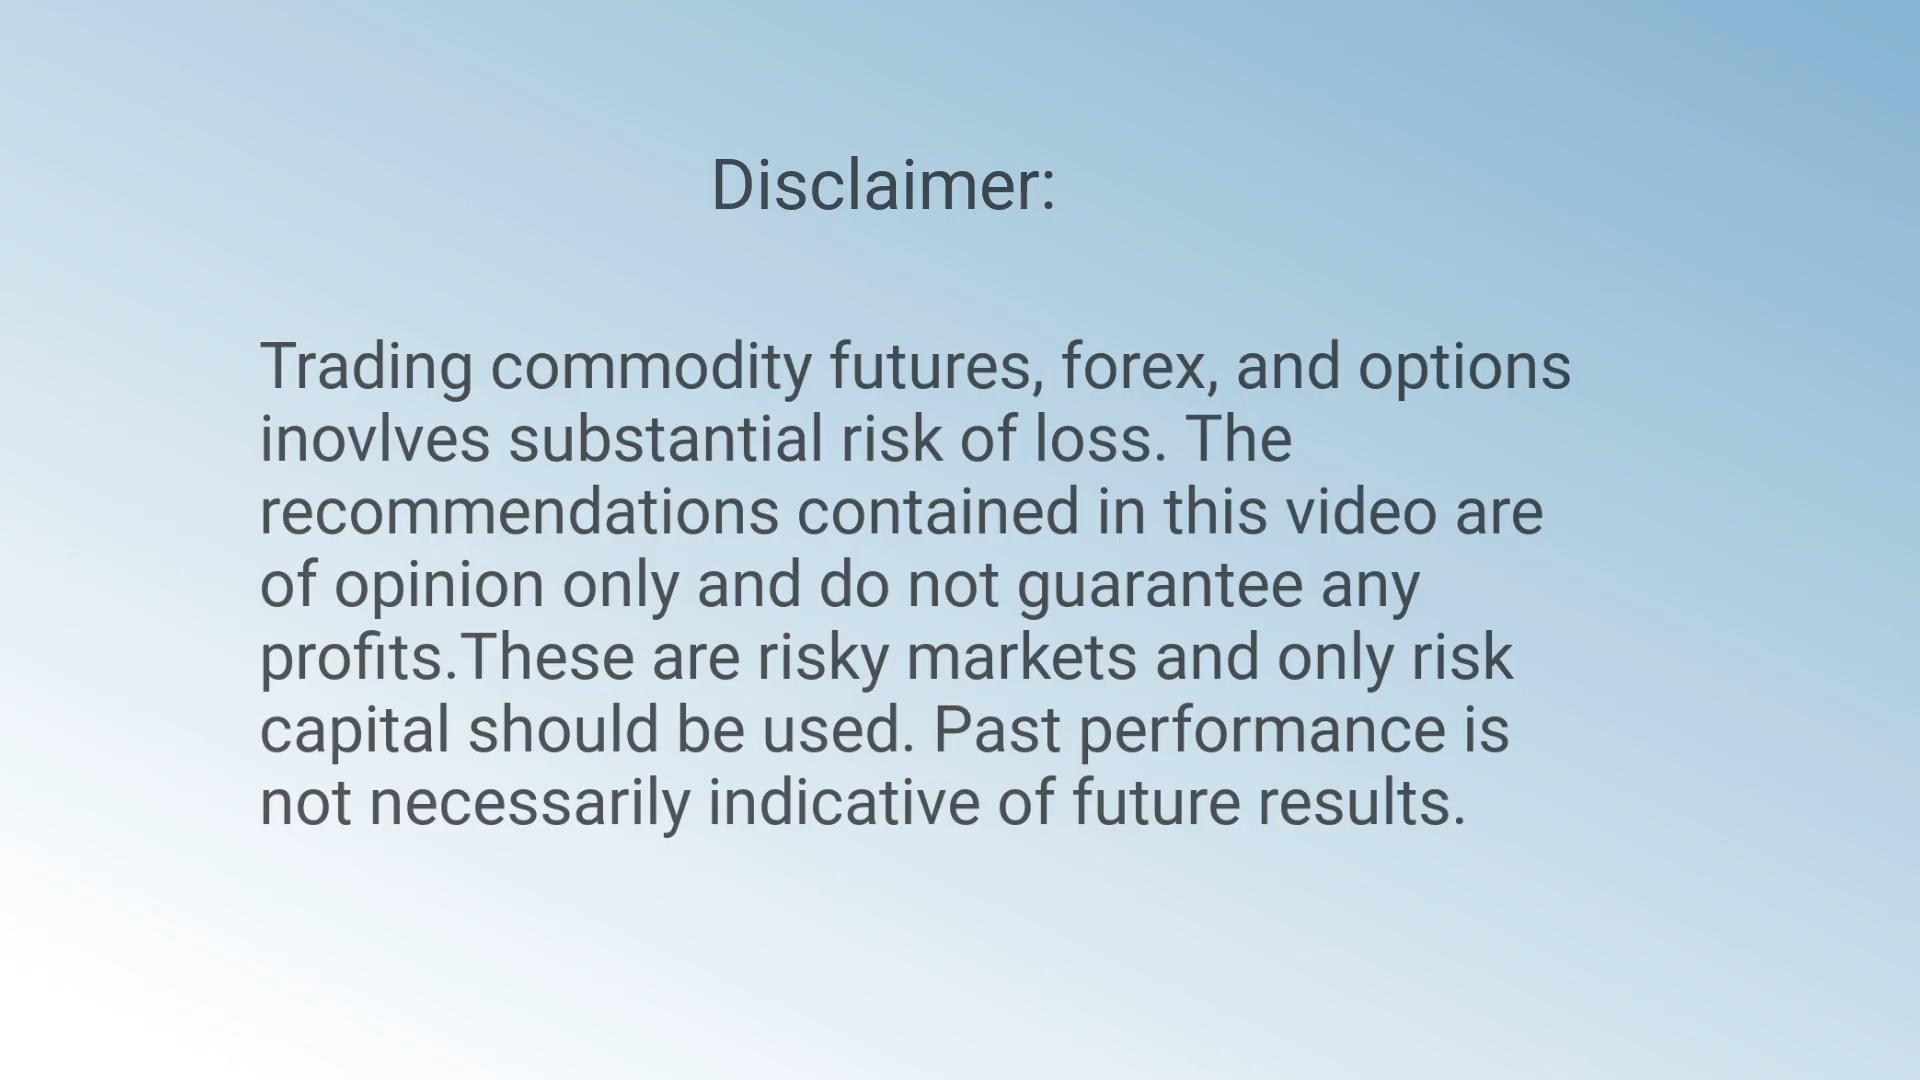 Disclaimer:
Trading commodity futures, forex, and options
inovlves substantial risk of loss. The
recommendations contained in this video are
of opinion only and do not guarantee any
profits.These are risky markets and only risk
capital should be used. Past performance is
not necessarily indicative of future results.